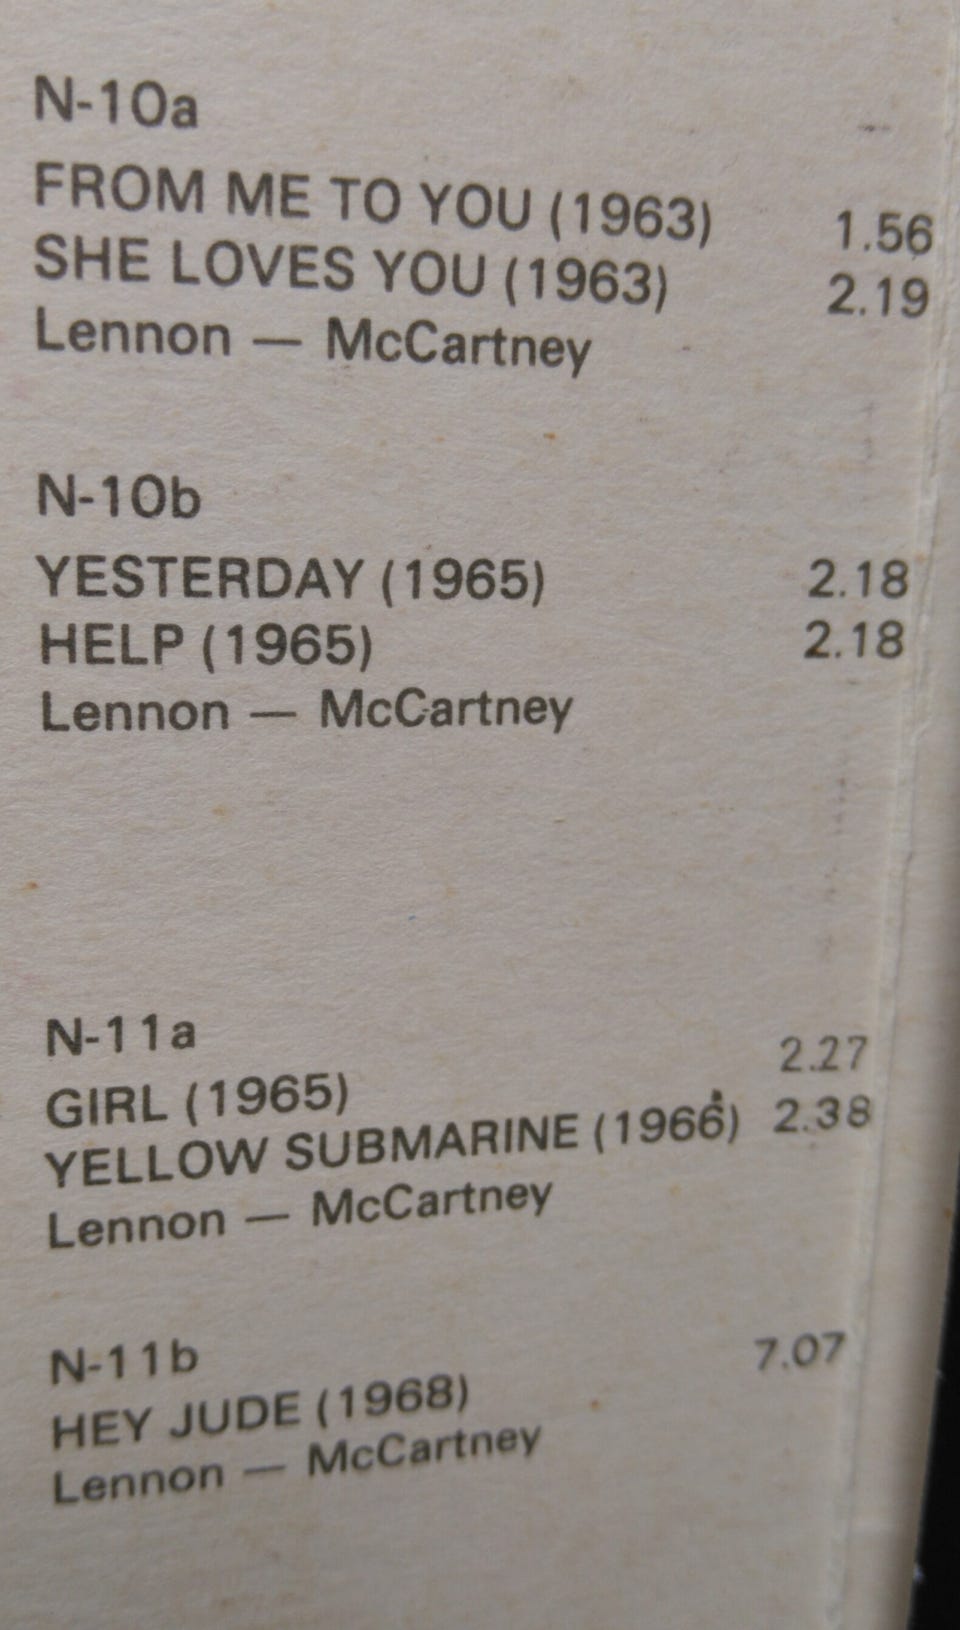 N-10a
FROM ME TO YOU (1963) 1.56
SHE LOVES YOU (1963) 2.19
Lennon — McCartney
N-10b
YESTERDAY (1965) 2.18
HELP (1965) 2.18
Lennon — McCartney
N-11a
GIRL (1965) 2.27
YELLOW SUBMARINE (1966) 2.38
Lennon — McCartney
N-11b
HEY JUDE (1968) 7.07
Lennon — McCartney